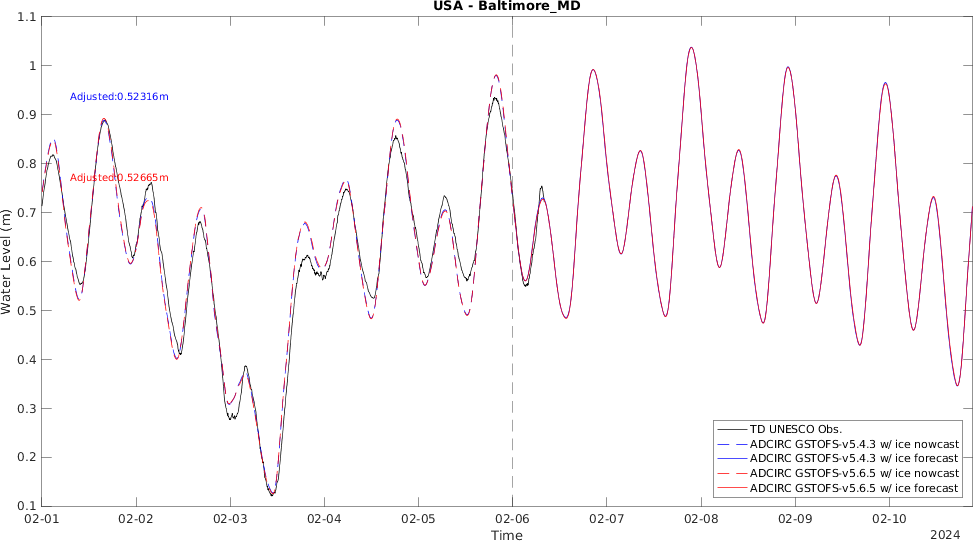 USA - Baltimore_MD
1.1
1
0.9
0.8
0.7
0.6
0.5
0.4
0.3
0.2
0.1
Water Level (m)
Adjusted:0.52316m
Adjusted:0.52665m
TD UNESCO Obs.
ADCIRC GSTOFS-v5.4.3 w/ ice nowcast
ADCIRC GSTOFS-v5.4.3 w/ ice forecast
ADCIRC GSTOFS-v5.6.5 w/ ice nowcast
ADCIRC GSTOFS-v5.6.5 w/ ice forecast
02-01 02-02 02-03 02-04 02-05 02-06 02-07 02-08 02-09 02-10
Time
2024